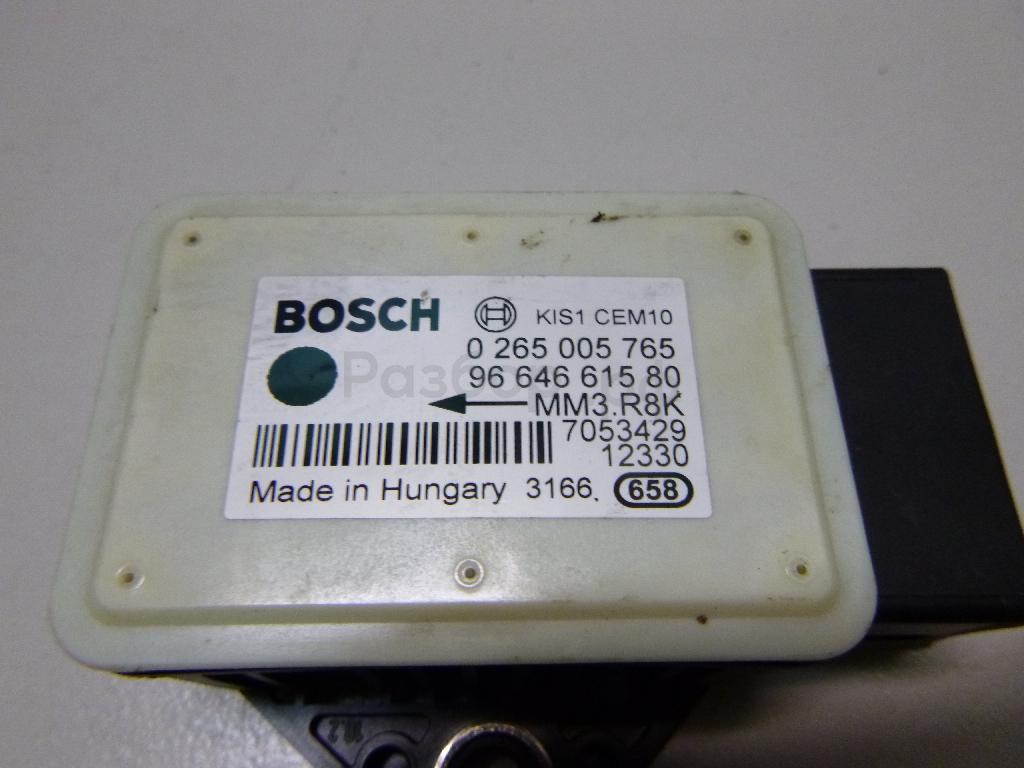 BOSCH KIS1 CEM10
0 265 005 765
96 646 615 80
MM3.R8K
7053429
12330
Made in Hungary 3166. 658